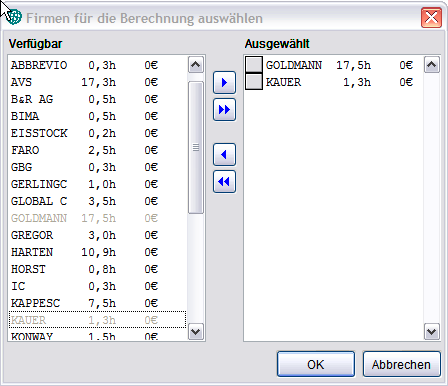 Firmen für die Berechnung auswählen
Verfügbar
ABBREVIO 0,3h 0€
AVS 17,3h 0€
B&R AG 0,5h 0€
BIMA 0,5h 0€
EISSTOCK 0,2h 0€
FARO 2,5h 0€
GBG 0,3h 0€
GERLINGC 1,0h 0€
GLOBAL C 3,5h 0€
GOLDMANN 17,5h 0€
GREGOR 3,0h 0€
HARTEN 10,9h 0€
HORST 0,8h 0€
IC 0,3h 0€
KAPPESC 7,5h 0€
KAUER 1,3h 0€
KONWAY 1,5h 0€
Ausgewählt
GOLDMANN 17,5h 0€
KAUER 1,3h 0€
OK
Abbrechen